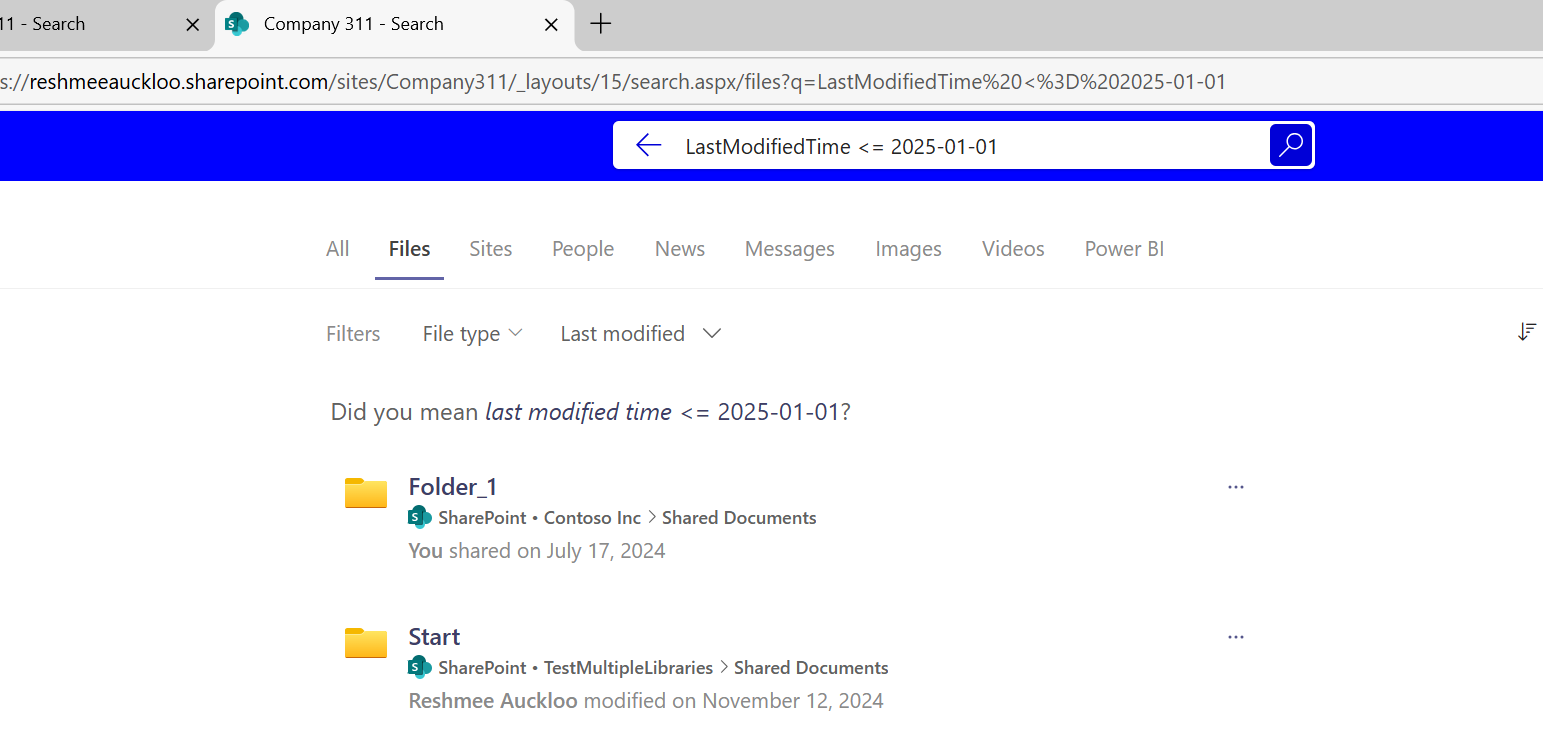 11 - Search
Company 311 - Search
s://reshmeeauckloo.sharepoint.com/sites/Company311/_layouts/15/search.aspx/files?q=LastModifiedTime%20<%3D%202025-01-01
LastModifiedTime <= 2025-01-01
All Files Sites People News Messages Images Videos Power BI
Filters File type Last modified
Did you mean last modified time <= 2025-01-01?
Folder_1
SharePoint • Contoso Inc > Shared Documents
You shared on July 17, 2024
Start
SharePoint • TestMultipleLibraries > Shared Documents
Reshmee Auckloo modified on November 12, 2024